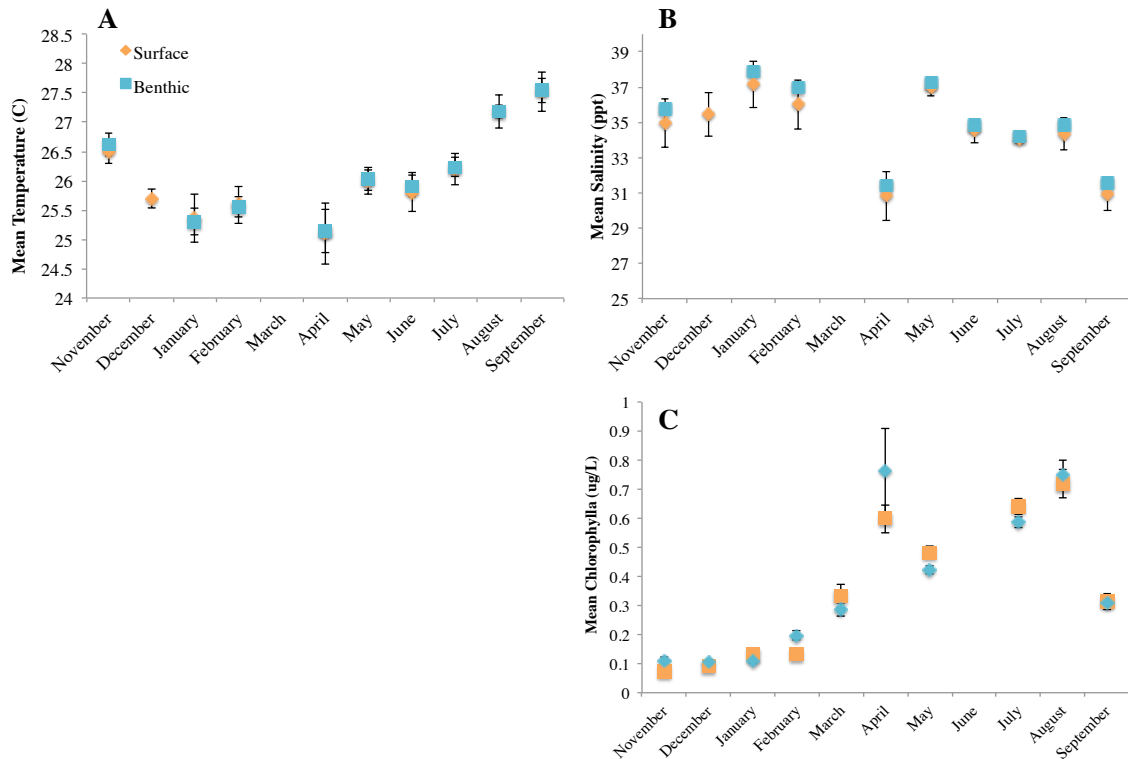 A
Mean Temperature (C)
28.5
28
27.5
27
26.5
26
25.5
25
24.5
24
Surface
Benthic
November
December
January
February
March
April
May
June
July
August
September
B
Mean Salinity (ppt)
39
37
35
33
31
29
27
25
November
December
January
February
March
April
May
June
July
August
September
C
Mean Chlorophylla (ug/L)
1
0.9
0.8
0.7
0.6
0.5
0.4
0.3
0.2
0.1
0
November
December
January
February
March
April
May
June
July
August
September